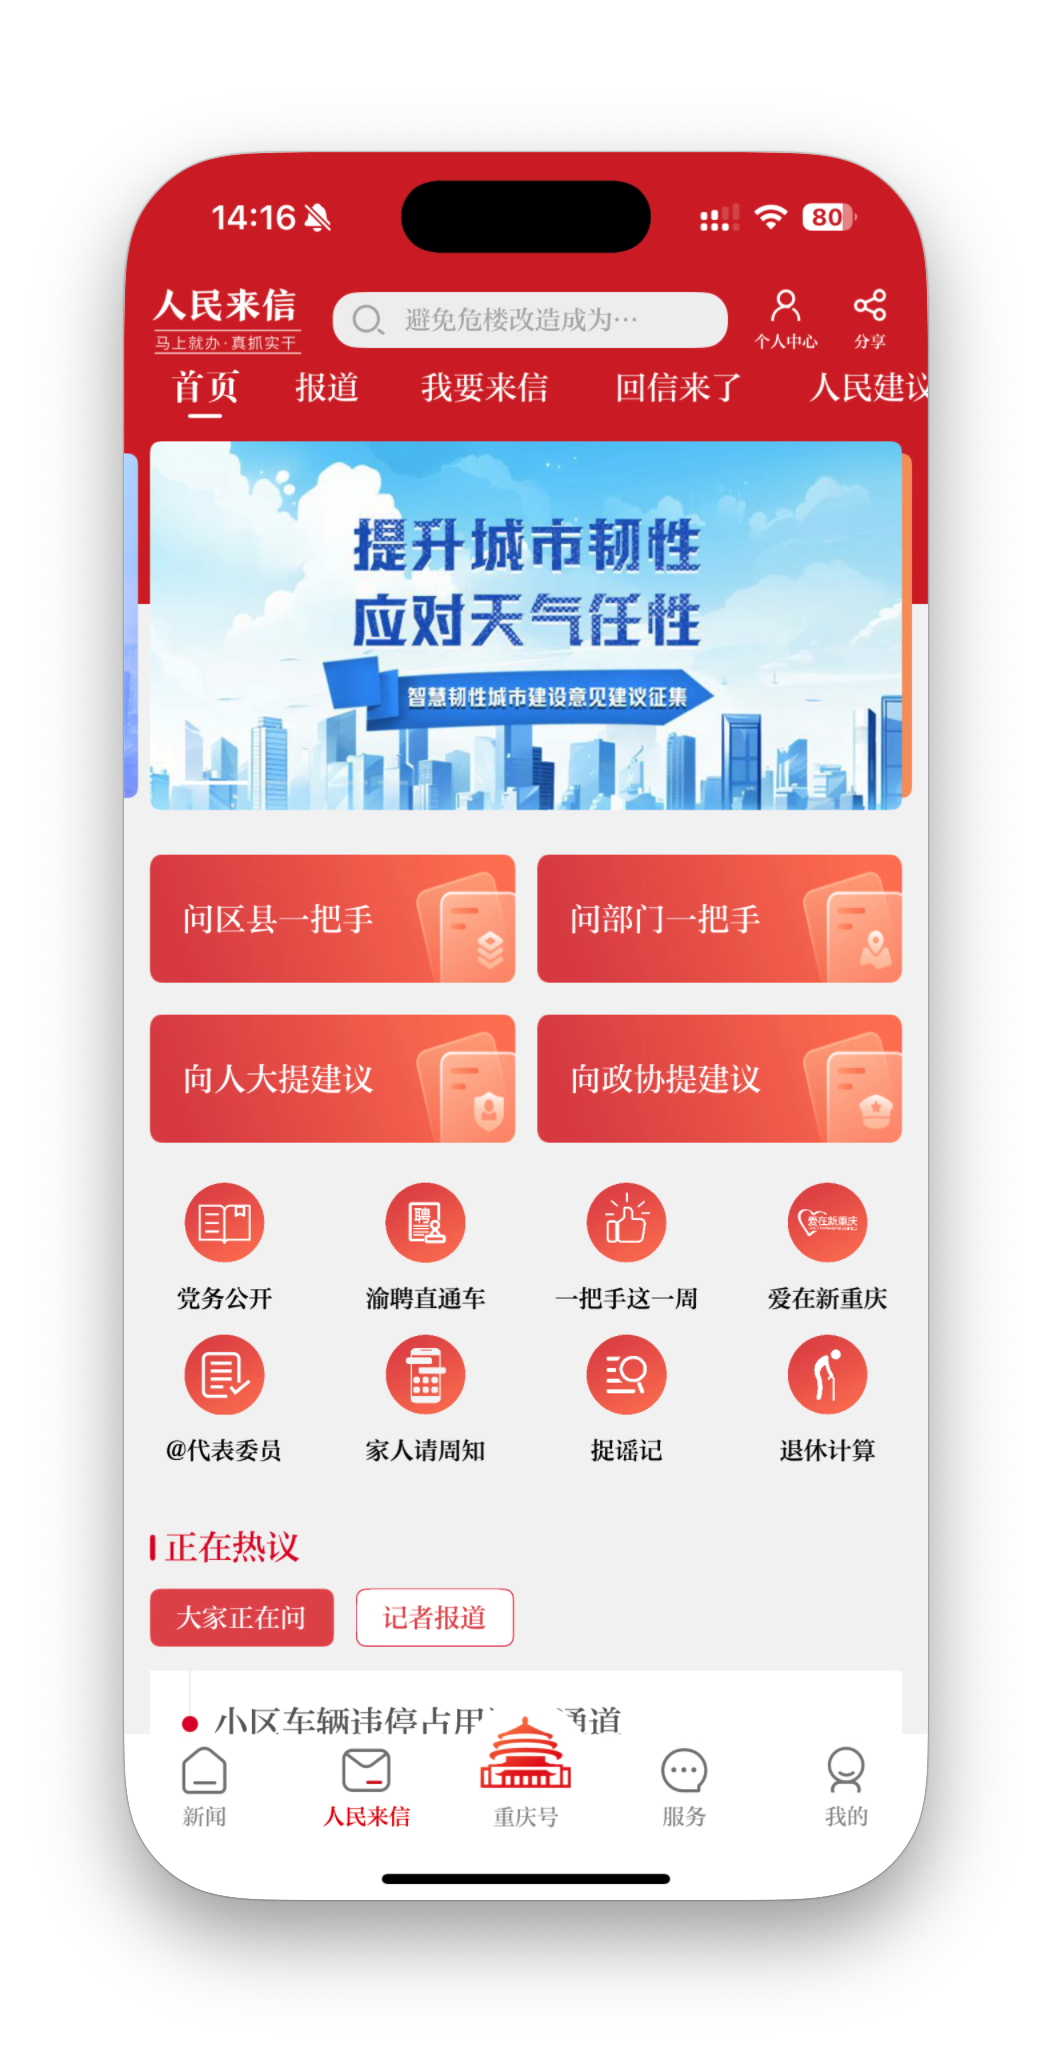 14:16
80
人民来信
马上就办·真抓实干
避免危楼改造成为…
个人中心
分享
首页 报道 我要来信 回信来了 人民建议
提升城市韧性
应对天气任性
智慧韧性城市建设意见建议征集
问区县一把手
问部门一把手
向人大提建议
向政协提建议
聘
爱在新重庆
党务公开 渝聘直通车 一把手这一周 爱在新重庆
@代表委员 家人请周知 捉谣记 退休计算
正在热议
大家正在问 记者报道
小区车辆违停占用 通道
新闻 人民来信 重庆号 服务 我的